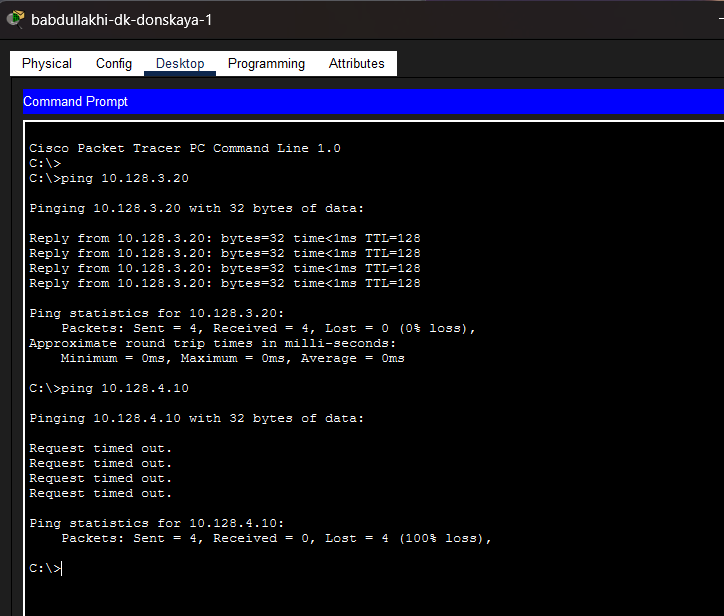 babdullakhi-dk-donskaya-1
Physical Config Desktop Programming Attributes
Command Prompt
Cisco Packet Tracer PC Command Line 1.0
C:\>
C:\>ping 10.128.3.20
Pinging 10.128.3.20 with 32 bytes of data:
Reply from 10.128.3.20: bytes=32 time<1ms TTL=128
Reply from 10.128.3.20: bytes=32 time<1ms TTL=128
Reply from 10.128.3.20: bytes=32 time<1ms TTL=128
Reply from 10.128.3.20: bytes=32 time<1ms TTL=128
Ping statistics for 10.128.3.20:
Packets: Sent = 4, Received = 4, Lost = 0 (0% loss),
Approximate round trip times in milli-seconds:
Minimum = 0ms, Maximum = 0ms, Average = 0ms
C:\>ping 10.128.4.10
Pinging 10.128.4.10 with 32 bytes of data:
Request timed out.
Request timed out.
Request timed out.
Request timed out.
Ping statistics for 10.128.4.10:
Packets: Sent = 4, Received = 0, Lost = 4 (100% loss),
C:\>